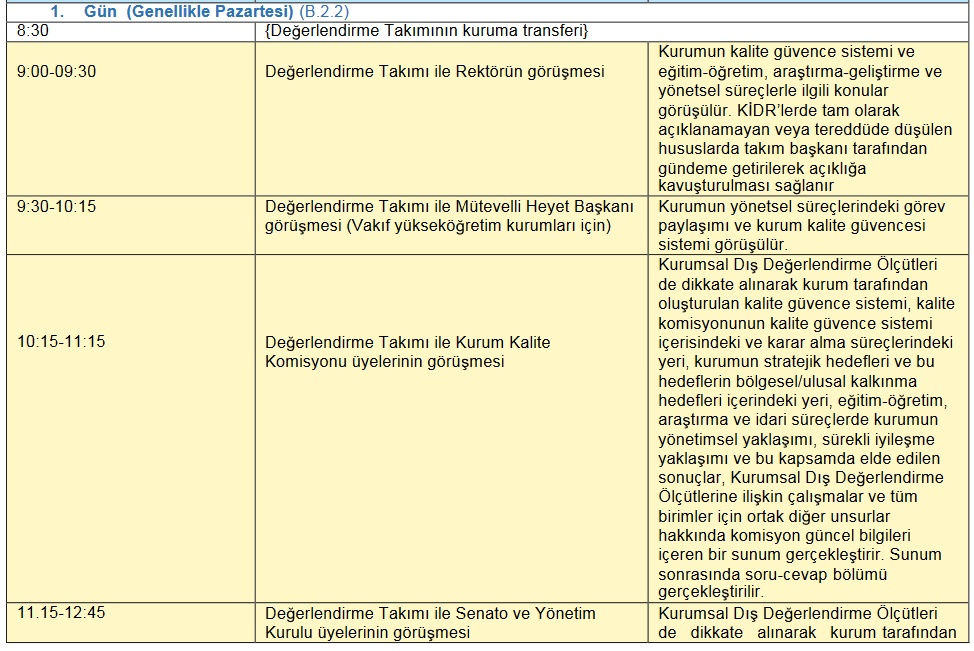 1. Gün (Genellikle Pazartesi) (B.2.2)
8:30
{Değerlendirme Takımının kuruma transferi}
9:00-09:30
Değerlendirme Takımı ile Rektörün görüşmesi
Kurumun kalite güvence sistemi ve
eğitim-öğretim, araştırma-geliştirme ve
yönetsel süreçlerle ilgili konular
görüşülür. KİDR'lerde tam olarak
açıklanamayan veya tereddüde düşülen
hususlarda takım başkanı tarafından
gündeme getirilerek açıklığa
kavuşturulması sağlanır
9:30-10:15
Değerlendirme Takımı ile Mütevelli Heyet Başkanı
görüşmesi (Vakıf yükseköğretim kurumları için)
Kurumun yönetsel süreçlerindeki görev
paylaşımı ve kurum kalite güvencesi
sistemi görüşülür.
10:15-11:15
Değerlendirme Takımı ile Kurum Kalite
Komisyonu üyelerinin görüşmesi
Kurumsal Dış Değerlendirme Ölçütleri
de dikkate alınarak kurum tarafından
oluşturulan kalite güvence sistemi, kalite
komisyonunun kalite güvence sistemi
içerisindeki ve karar alma süreçlerindeki
yeri, kurumun stratejik hedefleri ve bu
hedeflerin bölgesel/ulusal kalkınma
hedefleri içerindeki yeri, eğitim-öğretim,
araştırma ve idari süreçlerde kurumun
yönetimsel yaklaşımı, sürekli iyileşme
yaklaşımı ve bu kapsamda elde edilen
sonuçlar, Kurumsal Dış Değerlendirme
Ölçütlerine ilişkin çalışmalar ve tüm
birimler için ortak diğer unsurlar
hakkında komisyon güncel bilgileri
içeren bir sunum gerçekleştirir. Sunum
sonrasında soru-cevap bölümü
gerçekleştirilir.
11.15-12:45
Değerlendirme Takımı ile Senato ve Yönetim
Kurulu üyelerinin görüşmesi
Kurumsal Dış Değerlendirme Ölçütleri
de dikkate alınarak kurum tarafından